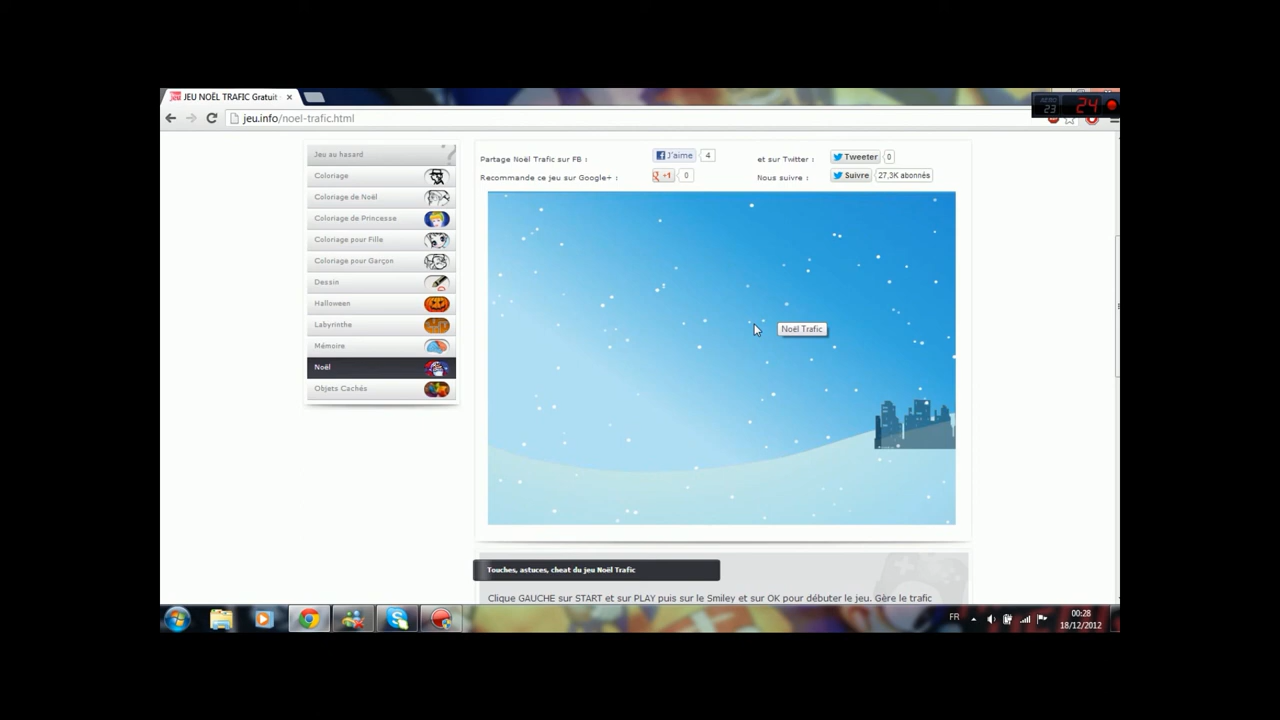 JEU NOËL TRAFIC Gratuit
jeu.info/noel-trafic.html
23
24
Jeu au hasard
Coloriage
Coloriage de Noël
Coloriage de Princesse
Coloriage pour Fille
Coloriage pour Garçon
Dessin
Halloween
Labyrinthe
Mémoire
Noël
Objets Cachés
Partage Noël Trafic sur FB :
J'aime
4
et sur Twitter :
Tweeter
0
Recommande ce jeu sur Google+ :
+1
0
Nous suivre :
Suivre
27,3K abonnés
Noël Trafic
Touches, astuces, cheat du jeu Noël Trafic
Clique GAUCHE sur START et sur PLAY puis sur le Smiley et sur OK pour débuter le jeu. Gère le trafic
FR
00:28
18/12/2012